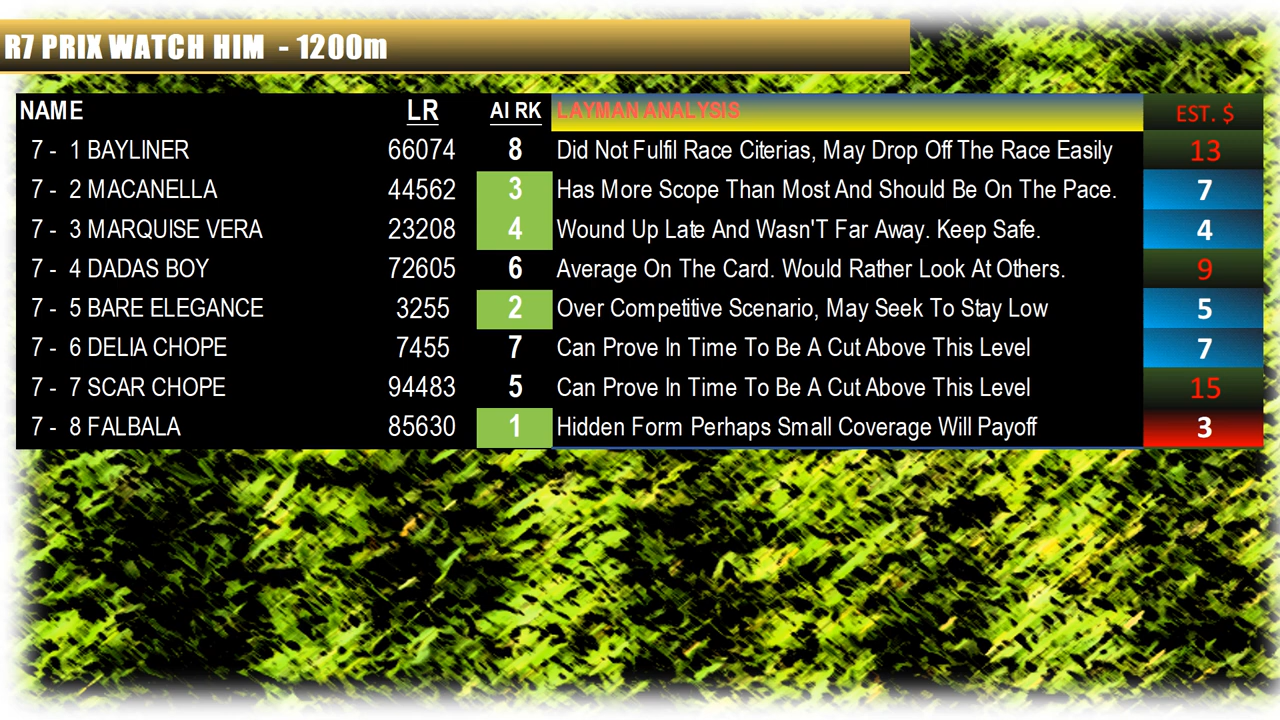 R7 PRIX WATCH HIM - 1200m
NAME LR AI RK LAYMAN ANALYSIS EST. $
7 - 1 BAYLINER 66074 8 Did Not Fulfil Race Citerias, May Drop Off The Race Easily 13
7 - 2 MACANELLA 44562 3 Has More Scope Than Most And Should Be On The Pace. 7
7 - 3 MARQUISE VERA 23208 4 Wound Up Late And Wasn'T Far Away. Keep Safe. 4
7 - 4 DADAS BOY 72605 6 Average On The Card. Would Rather Look At Others. 9
7 - 5 BARE ELEGANCE 3255 2 Over Competitive Scenario, May Seek To Stay Low 5
7 - 6 DELIA CHOPE 7455 7 Can Prove In Time To Be A Cut Above This Level 7
7 - 7 SCAR CHOPE 94483 5 Can Prove In Time To Be A Cut Above This Level 15
7 - 8 FALBALA 85630 1 Hidden Form Perhaps Small Coverage Will Payoff 3